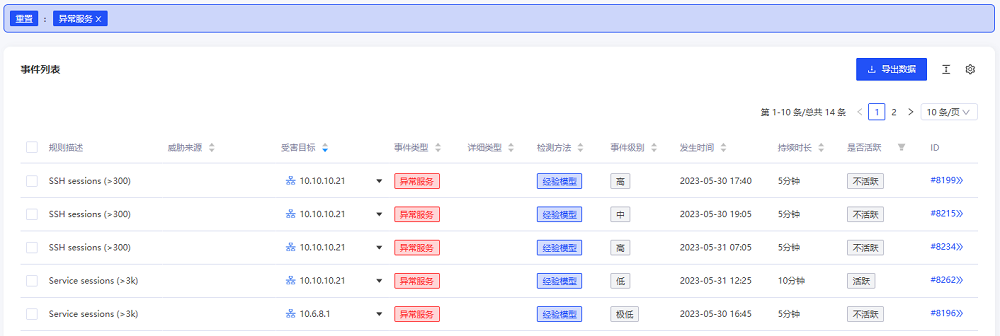 重置 : 异常服务 X
事件列表
导出数据
第 1-10 条/总共 14 条 < 1 2 > 10 条/页
规则描述 威胁来源 受害目标 事件类型 详细类型 检测方法 事件级别 发生时间 持续时长 是否活跃 ID
SSH sessions (>300) 10.10.10.21 异常服务 经验模型 高 2023-05-30 17:40 5分钟 不活跃 #8199
SSH sessions (>300) 10.10.10.21 异常服务 经验模型 中 2023-05-30 19:05 5分钟 不活跃 #8215
SSH sessions (>300) 10.10.10.21 异常服务 经验模型 高 2023-05-31 07:05 5分钟 不活跃 #8234
Service sessions (>3k) 10.10.10.21 异常服务 经验模型 低 2023-05-31 12:25 10分钟 活跃 #8262
Service sessions (>3k) 10.6.8.1 异常服务 经验模型 极低 2023-05-30 16:45 5分钟 不活跃 #8196